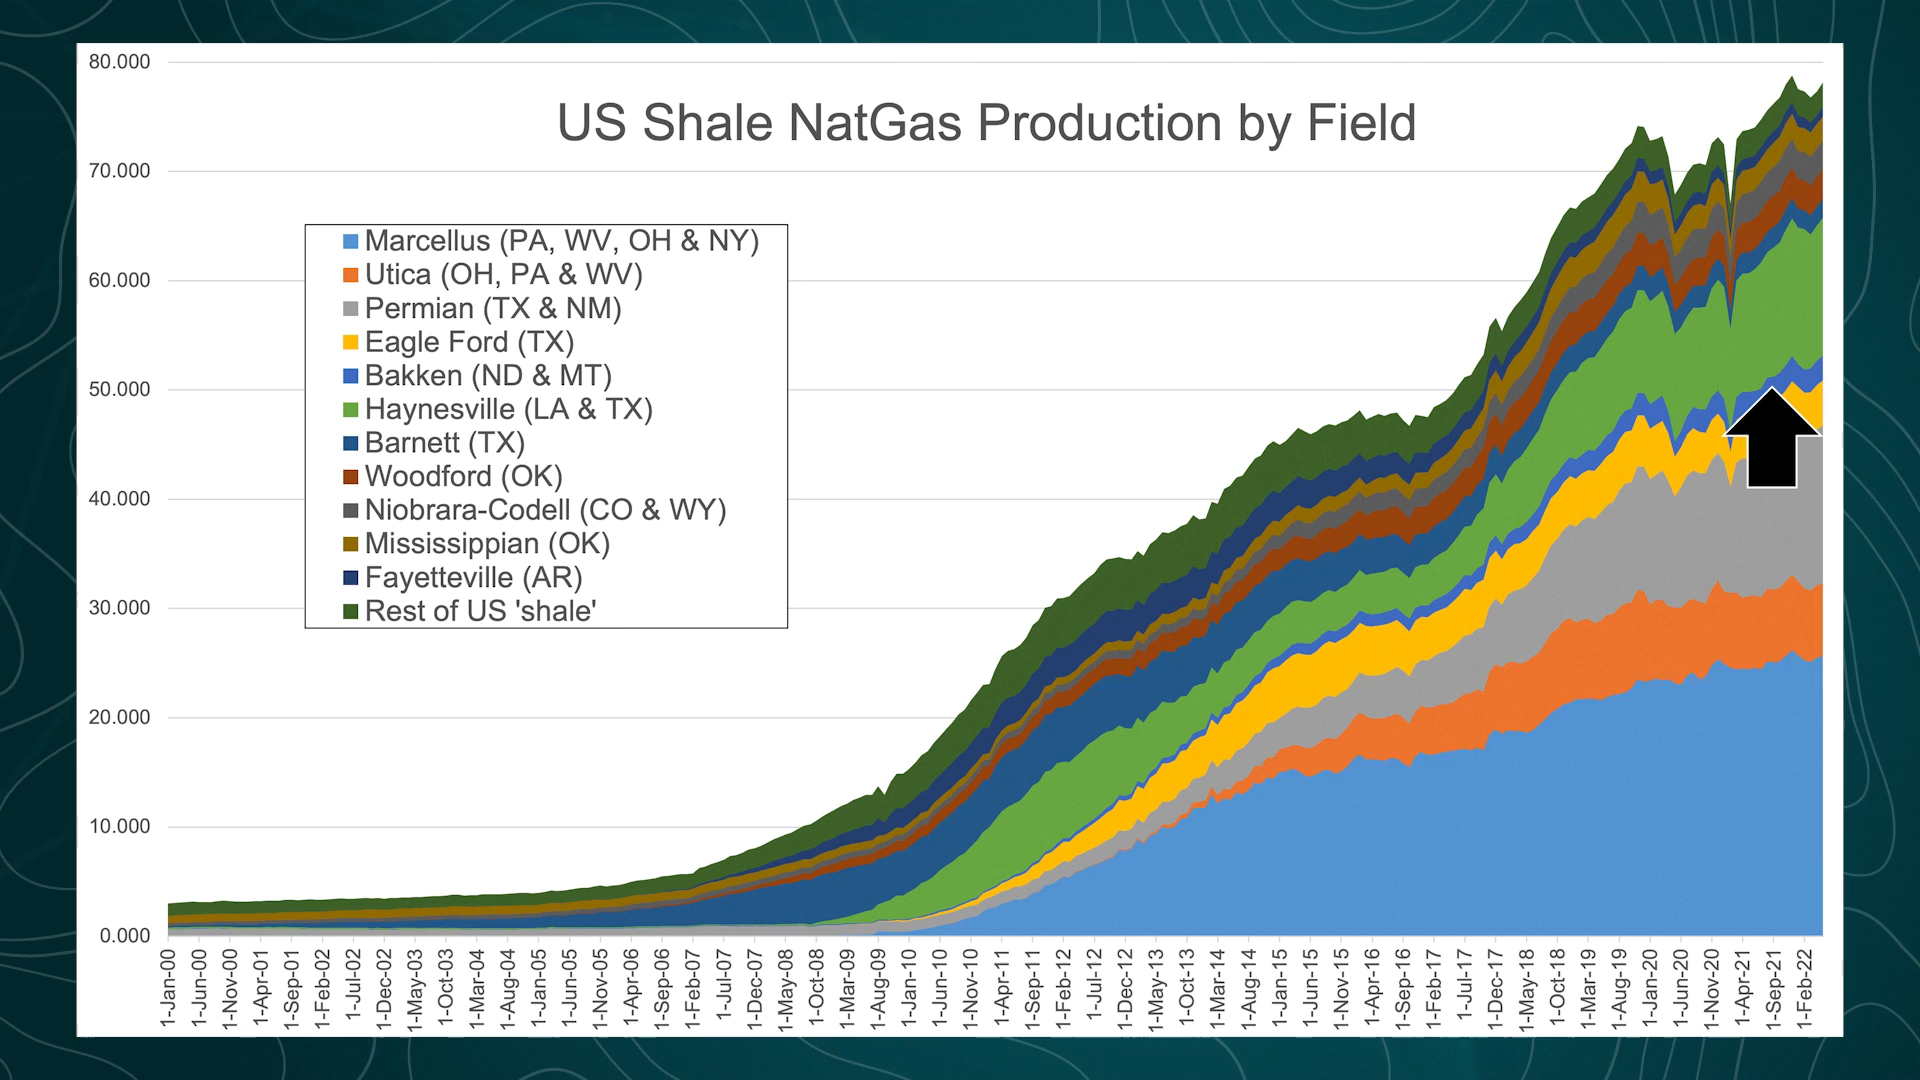 US Shale NatGas Production by Field
80.000
70.000
60.000
50.000
40.000
30.000
20.000
10.000
0.000
Marcellus (PA, WV, OH & NY)
Utica (OH, PA & WV)
Permian (TX & NM)
Eagle Ford (TX)
Bakken (ND & MT)
Haynesville (LA & TX)
Barnett (TX)
Woodford (OK)
Niobrara-Codell (CO & WY)
Mississippian (OK)
Fayetteville (AR)
Rest of US 'shale'
1-Jan-00
1-Jun-00
1-Nov-00
1-Apr-01
1-Sep-01
1-Feb-02
1-Jul-02
1-Dec-02
1-May-03
1-Oct-03
1-Mar-04
1-Aug-04
1-Jan-05
1-Jun-05
1-Nov-05
1-Apr-06
1-Sep-06
1-Feb-07
1-Jul-07
1-Dec-07
1-May-08
1-Oct-08
1-Mar-09
1-Aug-09
1-Jan-10
1-Jun-10
1-Nov-10
1-Apr-11
1-Sep-11
1-Feb-12
1-Jul-12
1-Dec-12
1-May-13
1-Oct-13
1-Mar-14
1-Aug-14
1-Jan-15
1-Jun-15
1-Nov-15
1-Apr-16
1-Sep-16
1-Feb-17
1-Jul-17
1-Dec-17
1-May-18
1-Oct-18
1-Mar-19
1-Aug-19
1-Jan-20
1-Jun-20
1-Nov-20
1-Apr-21
1-Sep-21
1-Feb-22